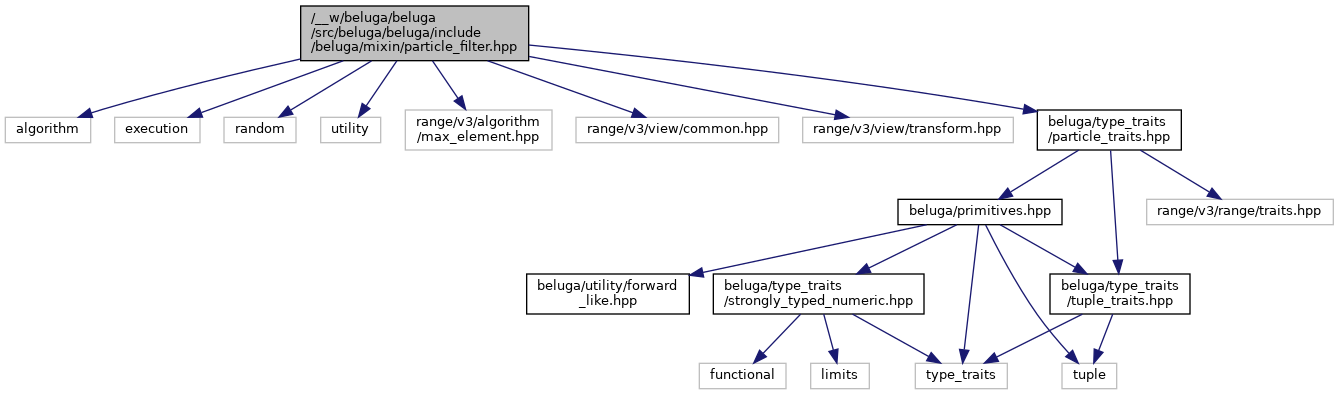 /__w/beluga/beluga
/src/beluga/beluga/include
/beluga/mixin/particle_filter.hpp
algorithm
execution
random
utility
range/v3/algorithm
/max_element.hpp
range/v3/view/common.hpp
range/v3/view/transform.hpp
beluga/type_traits
/particle_traits.hpp
beluga/primitives.hpp
range/v3/range/traits.hpp
beluga/utility/forward
_like.hpp
beluga/type_traits
/strongly_typed_numeric.hpp
beluga/type_traits
/tuple_traits.hpp
functional
limits
type_traits
tuple